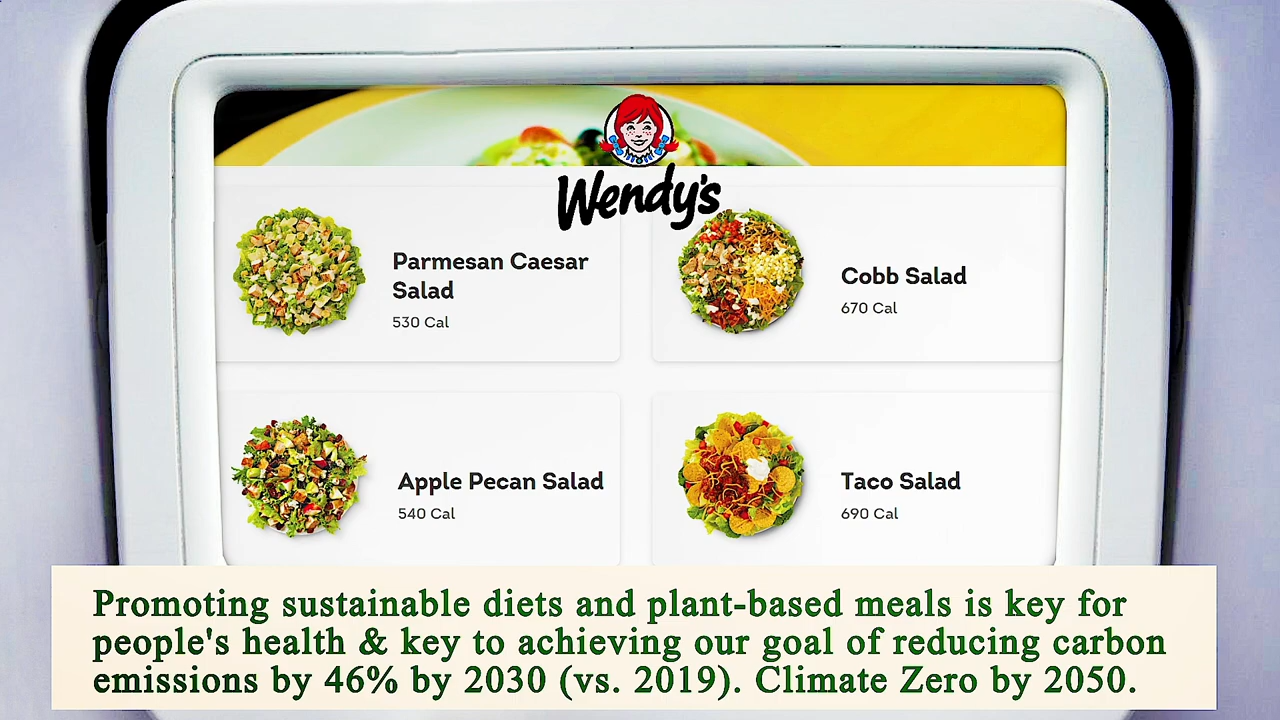 Wendy's
Parmesan Caesar
Salad
530 Cal
Cobb Salad
670 Cal
Apple Pecan Salad
540 Cal
Taco Salad
690 Cal
Promoting sustainable diets and plant-based meals is key for
people's health & key to achieving our goal of reducing carbon
emissions by 46% by 2030 (vs. 2019). Climate Zero by 2050.